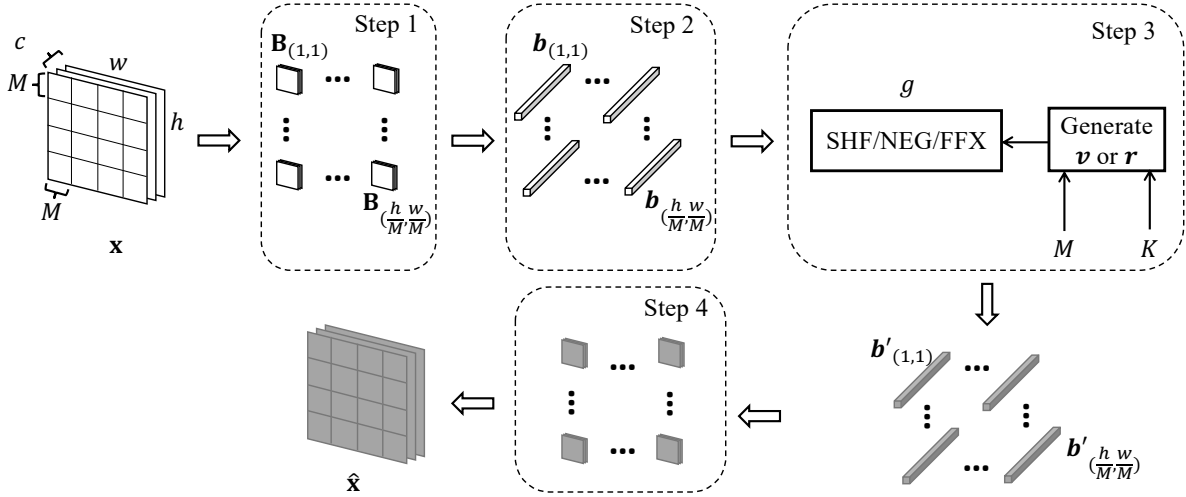 Step 1
Step 2
Step 3
c
w
M
h
M
𝐱
𝐁(1,1)
𝐁(h/M, w/M)
𝒃(1,1)
𝒃(h/M, w/M)
g
SHF/NEG/FFX
Generate
𝒗 or 𝒓
M
K
Step 4
𝒃′(1,1)
𝒃′(h/M, w/M)
𝐱̂